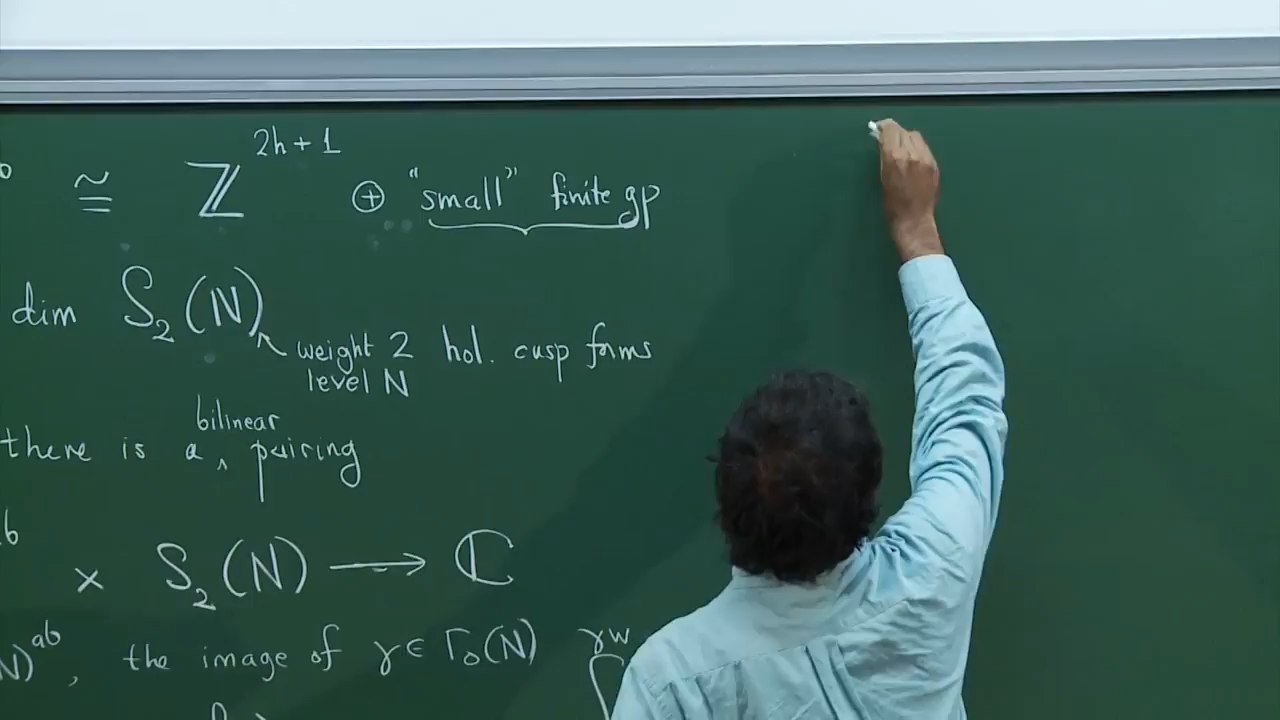 ≅ ℤ^{2h+1} ⊕ "small" finite gp
dim S₂(N)
weight 2 hol. cusp forms
level N
bilinear
there is a ‸ pairing
× S₂(N) ⟶ ℂ
N)^{ab}, the image of γ ∈ Γ₀(N) γw